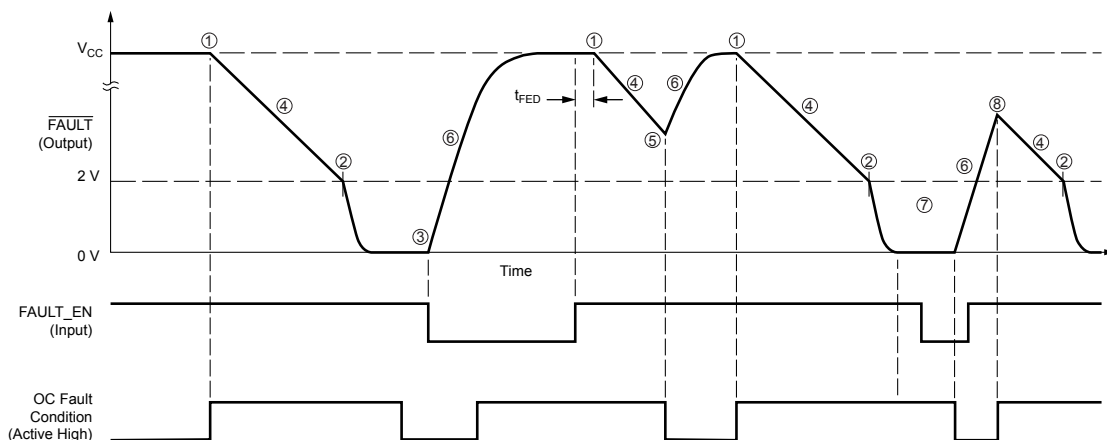 V_CC
FAULT
(Output)
2 V
0 V
① ④ ② ③ ⑥ ① t_FED ④ ⑤ ⑥ ① ④ ② ⑦ ⑥ ⑧ ④ ②
Time
FAULT_EN
(Input)
OC Fault
Condition
(Active High)